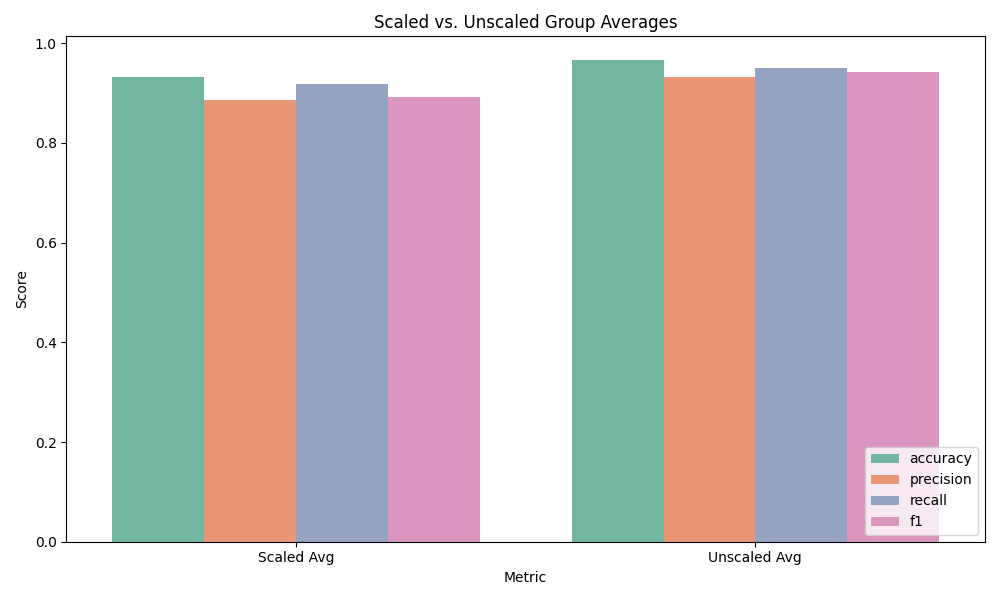 Scaled vs. Unscaled Group Averages
1.0
0.8
0.6
0.4
0.2
0.0
Score
Scaled Avg
Unscaled Avg
Metric
accuracy
precision
recall
f1